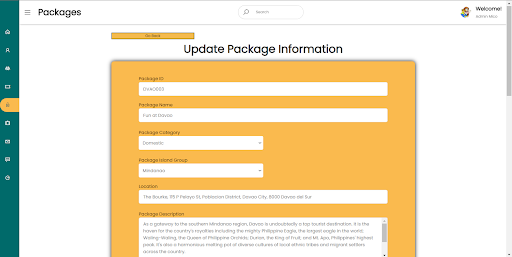 Packages
Search
Welcome!
Admin Nico
Go Back
Update Package Information
Package ID
Package Name
Fun at Davao
Package Category
Domestic
Package Island Group
Mindanao
Location
The Bourke, 115 P Pelayo St, Poblacion District, Davao City, 8000 Davao del Sur
Package Description
As a gateway to the southern Mindanao region, Davao is undoubtedly a top tourist destination. It is the
haven for the country's royalties including the mighty Philippine Eagle, the largest eagle in the world;
Waling-Waling, the Queen of Philippine Orchids; Durian, the King of Fruit; and Mt. Apo, Philippines' highest
peak. It's also a harmonious melting pot of diverse cultures of local ethnic tribes and migrant settlers
across the country.